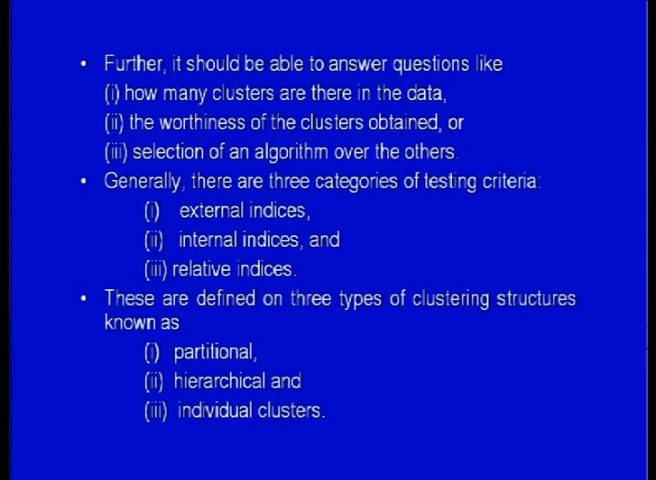 • Further, it should be able to answer questions like
(i) how many clusters are there in the data,
(ii) the worthiness of the clusters obtained, or
(iii) selection of an algorithm over the others.
• Generally, there are three categories of testing criteria:
(i) external indices,
(ii) internal indices, and
(iii) relative indices.
• These are defined on three types of clustering structures
known as
(i) partitional,
(ii) hierarchical and
(iii) individual clusters.